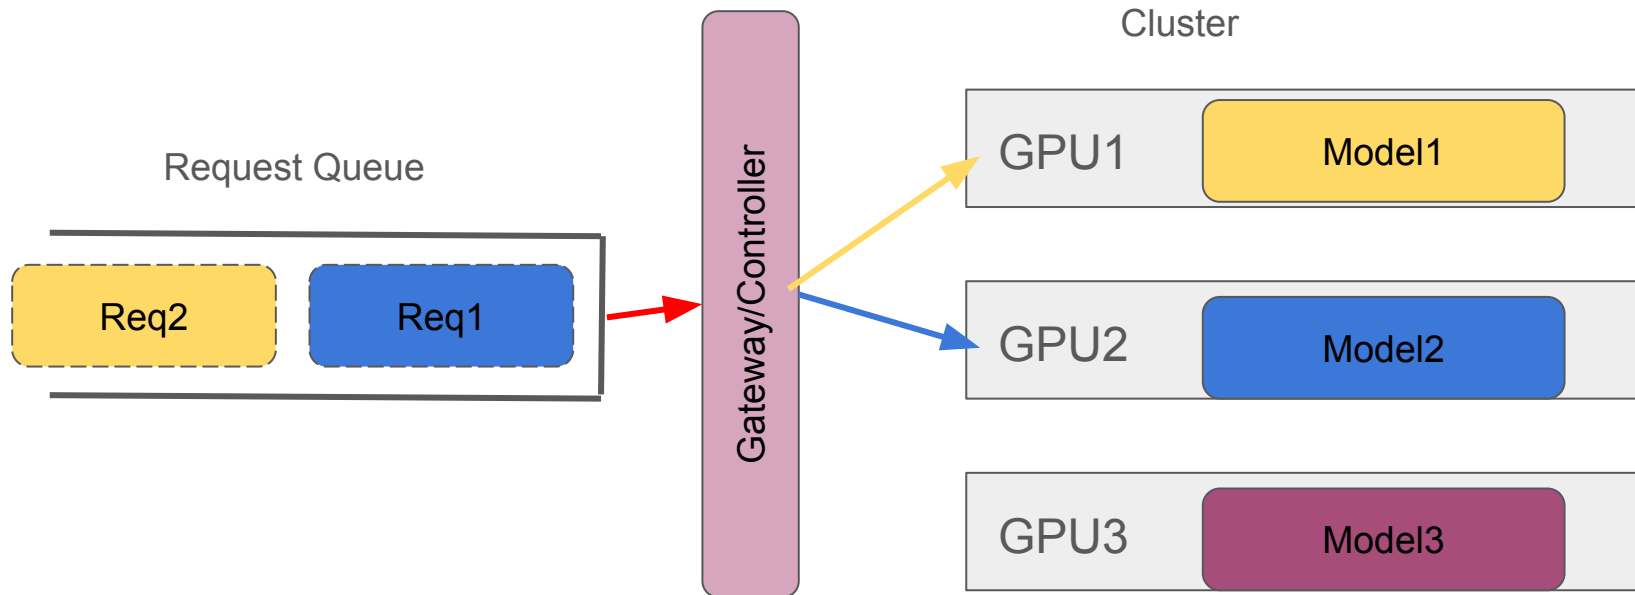 Request Queue
Req2
Req1
Gateway/Controller
Cluster
GPU1
Model1
GPU2
Model2
GPU3
Model3